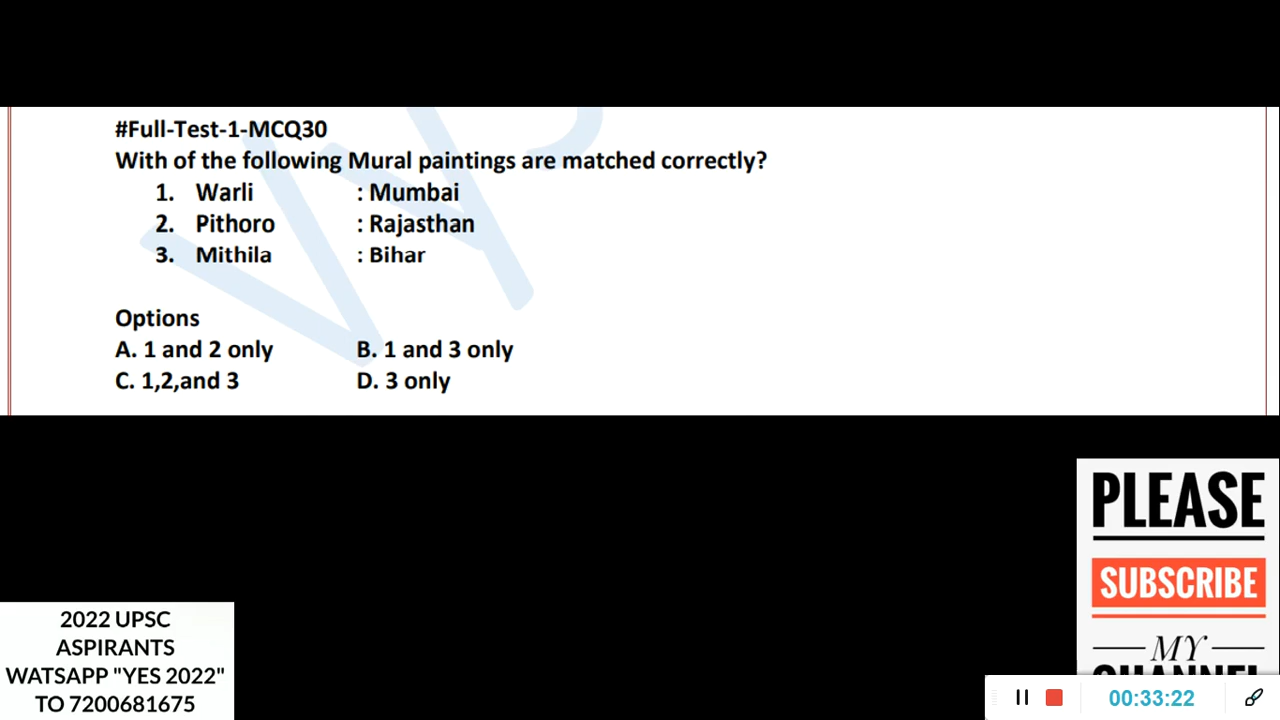 #Full-Test-1-MCQ30
With of the following Mural paintings are matched correctly?
1. Warli : Mumbai
2. Pithoro : Rajasthan
3. Mithila : Bihar
Options
A. 1 and 2 only B. 1 and 3 only
C. 1,2,and 3 D. 3 only
PLEASE
SUBSCRIBE
MY
CHANNEL
2022 UPSC
ASPIRANTS
WATSAPP "YES 2022"
TO 7200681675
00:33:22